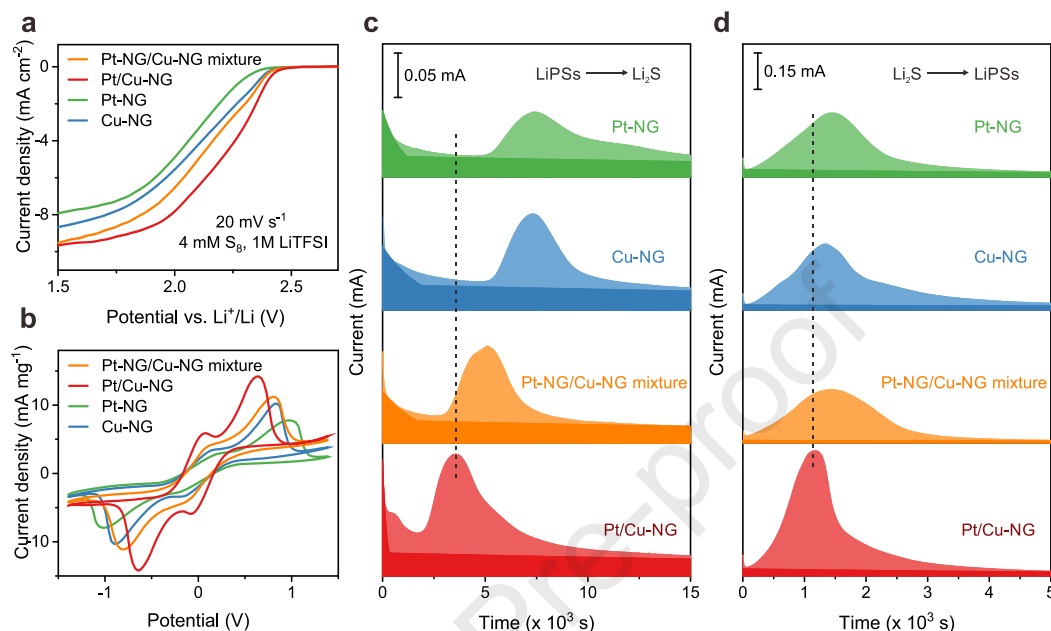 a
Current density (mA cm⁻²)
0
-4
-8
Pt-NG/Cu-NG mixture
Pt/Cu-NG
Pt-NG
Cu-NG
20 mV s⁻¹
4 mM S₈, 1M LiTFSI
1.5 2.0 2.5
Potential vs. Li⁺/Li (V)
b
Current density (mA mg⁻¹)
10
0
-10
Pt-NG/Cu-NG mixture
Pt/Cu-NG
Pt-NG
Cu-NG
-1 0 1
Potential (V)
c
Current (mA)
0.05 mA
LiPSs → Li₂S
Pt-NG
Cu-NG
Pt-NG/Cu-NG mixture
Pt/Cu-NG
0 5 10 15
Time (x 10³ s)
d
Current (mA)
0.15 mA
Li₂S → LiPSs
Pt-NG
Cu-NG
Pt-NG/Cu-NG mixture
Pt/Cu-NG
0 1 2 3 4 5
Time (x 10³ s)
Pre-proof